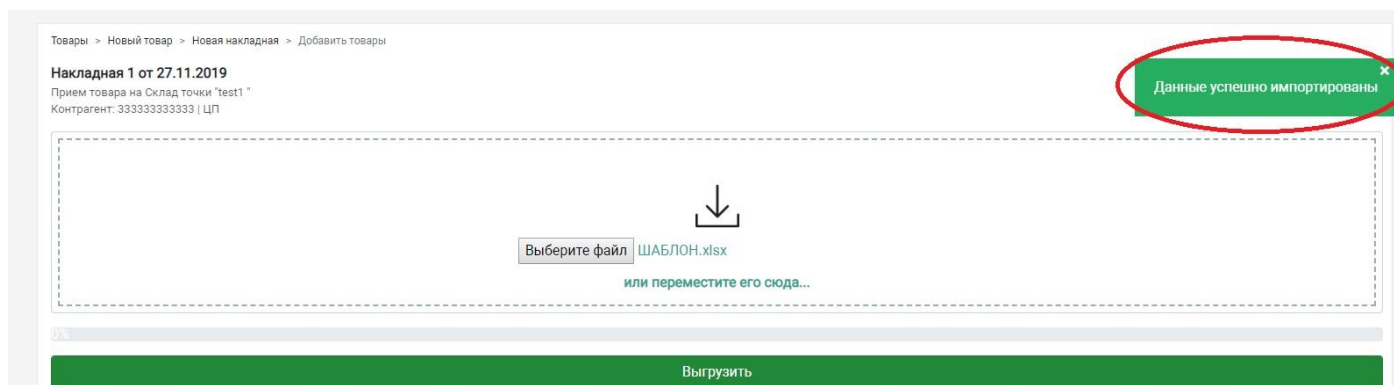 Товары > Новый товар > Новая накладная > Добавить товары
Накладная 1 от 27.11.2019
Прием товара на Склад точки "test1 "
Контрагент: 333333333333 | ЦП
×
Данные успешно импортированы
Выберите файл ШАБЛОН.xlsx
или переместите его сюда...
0%
Выгрузить